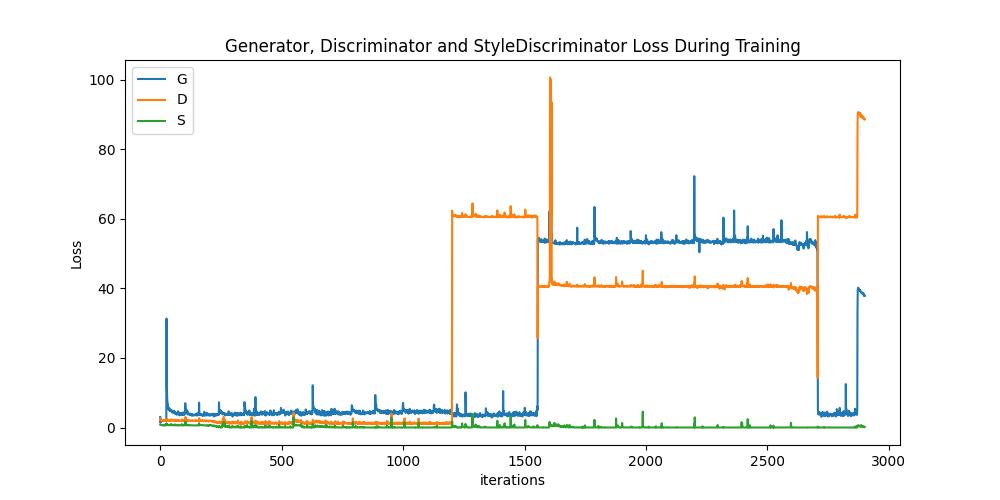 Generator, Discriminator and StyleDiscriminator Loss During Training
G
D
S
100
80
60
40
20
0
Loss
0 500 1000 1500 2000 2500 3000
iterations